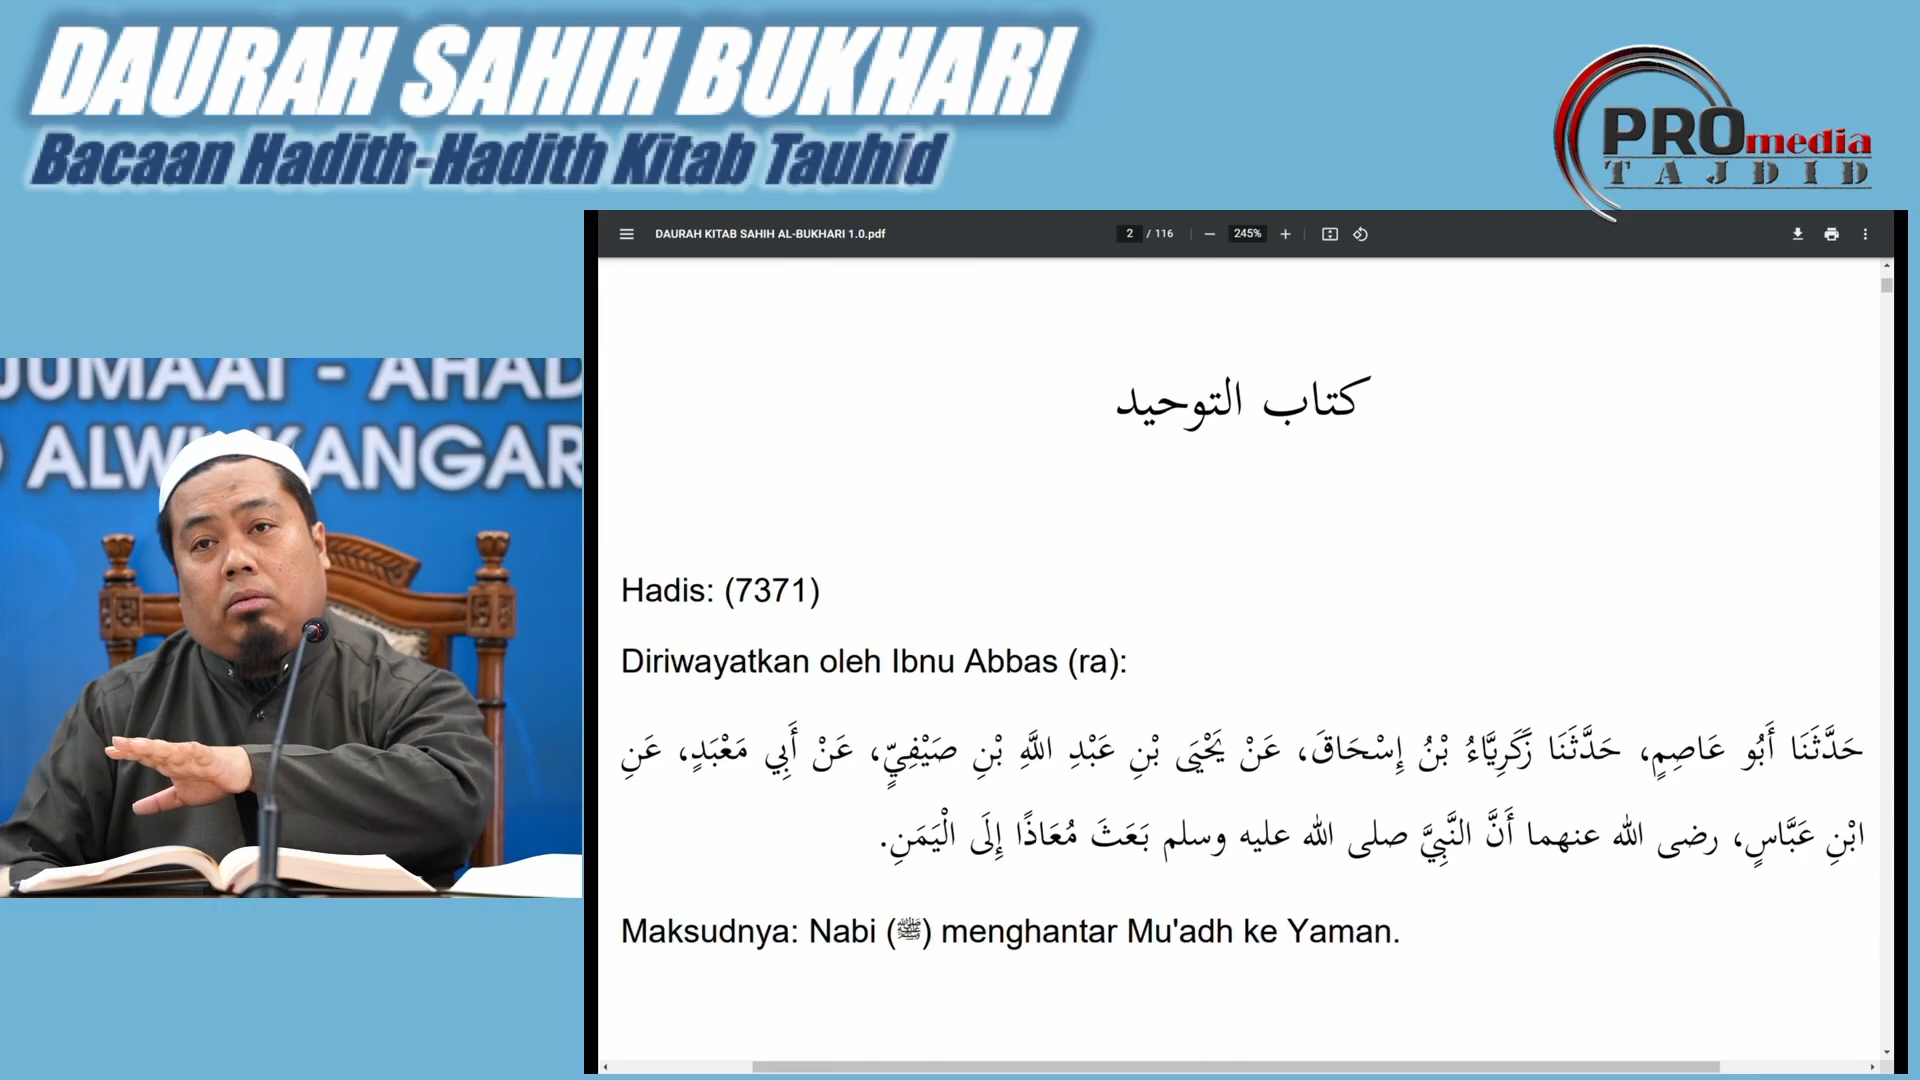 DAURAH SAHIH BUKHARI
Bacaan Hadith-Hadith Kitab Tauhid
PROmedia
TAJDID
DAURAH KITAB SAHIH AL-BUKHARI 1.0.pdf
2 / 116
245%
JUMAAT - AHAD
ALWI KANGAR
كتاب التوحيد
Hadis: (7371)
Diriwayatkan oleh Ibnu Abbas (ra):
حَدَّثَنَا أَبُو عَاصِمٍ، حَدَّثَنَا زَكَرِيَّاءُ بْنُ إِسْحَاقَ، عَنْ يَحْيَى بْنِ عَبْدِ اللَّهِ بْنِ صَيْفِيٍّ، عَنْ أَبِي مَعْبَدٍ، عَنِ
ابْنِ عَبَّاسٍ، رضى الله عنهما أَنَّ النَّبِيَّ صلى الله عليه وسلم بَعَثَ مُعَاذًا إِلَى الْيَمَنِ.
Maksudnya: Nabi (ﷺ) menghantar Mu'adh ke Yaman.